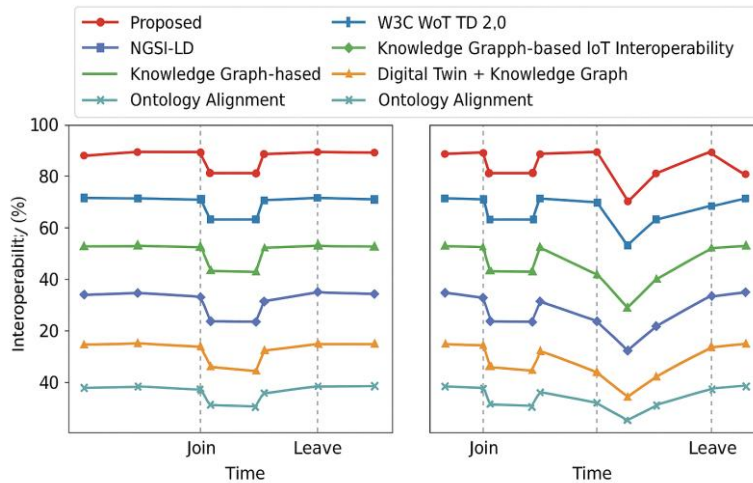 Proposed
W3C WoT TD 2,0
NGSI-LD
Knowledge Grapph-based IoT Interoperability
Knowledge Graph-hased
Digital Twin + Knowledge Graph
Ontology Alignment
Ontology Alignment
100
80
60
40
20
40
Interoperability (%)
Join
Leave
Time
Join
Leave
Time